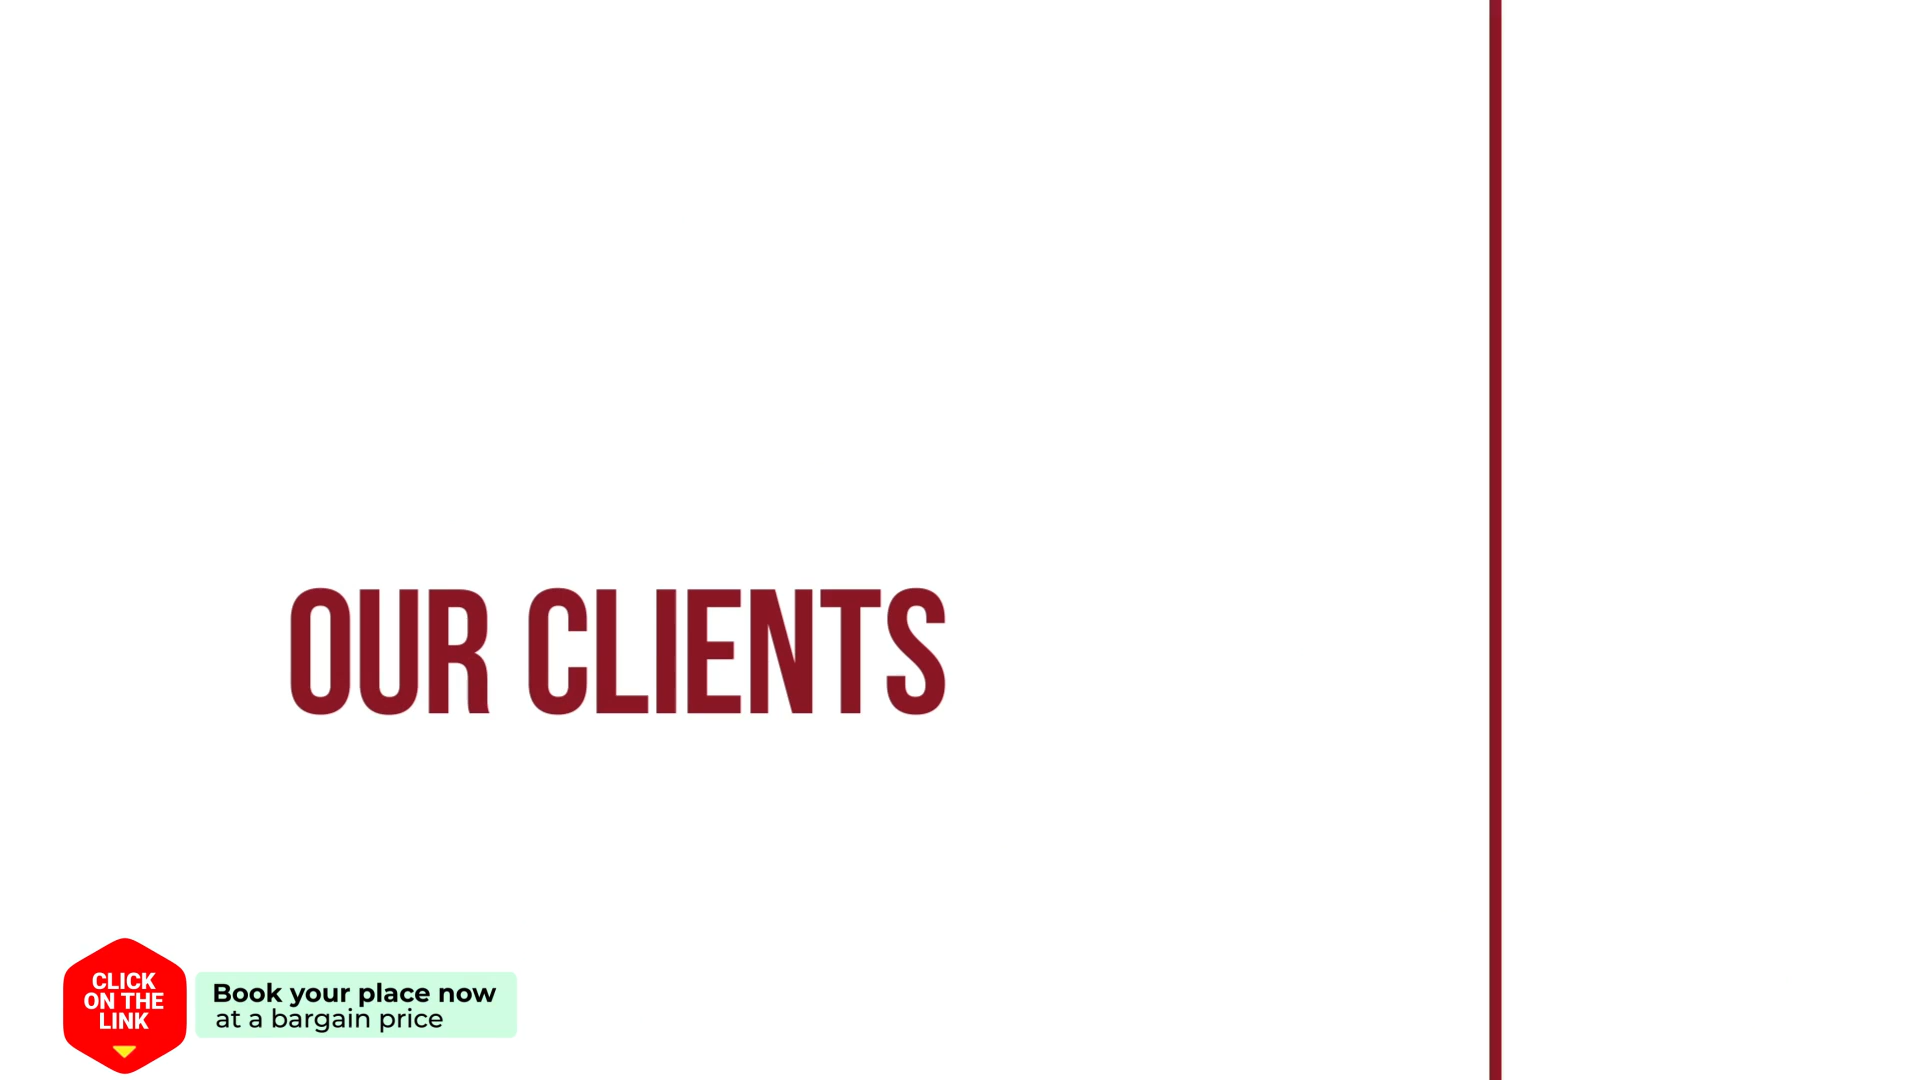 OUR CLIENTS
CLICK
ON THE
LINK
Book your place now
at a bargain price